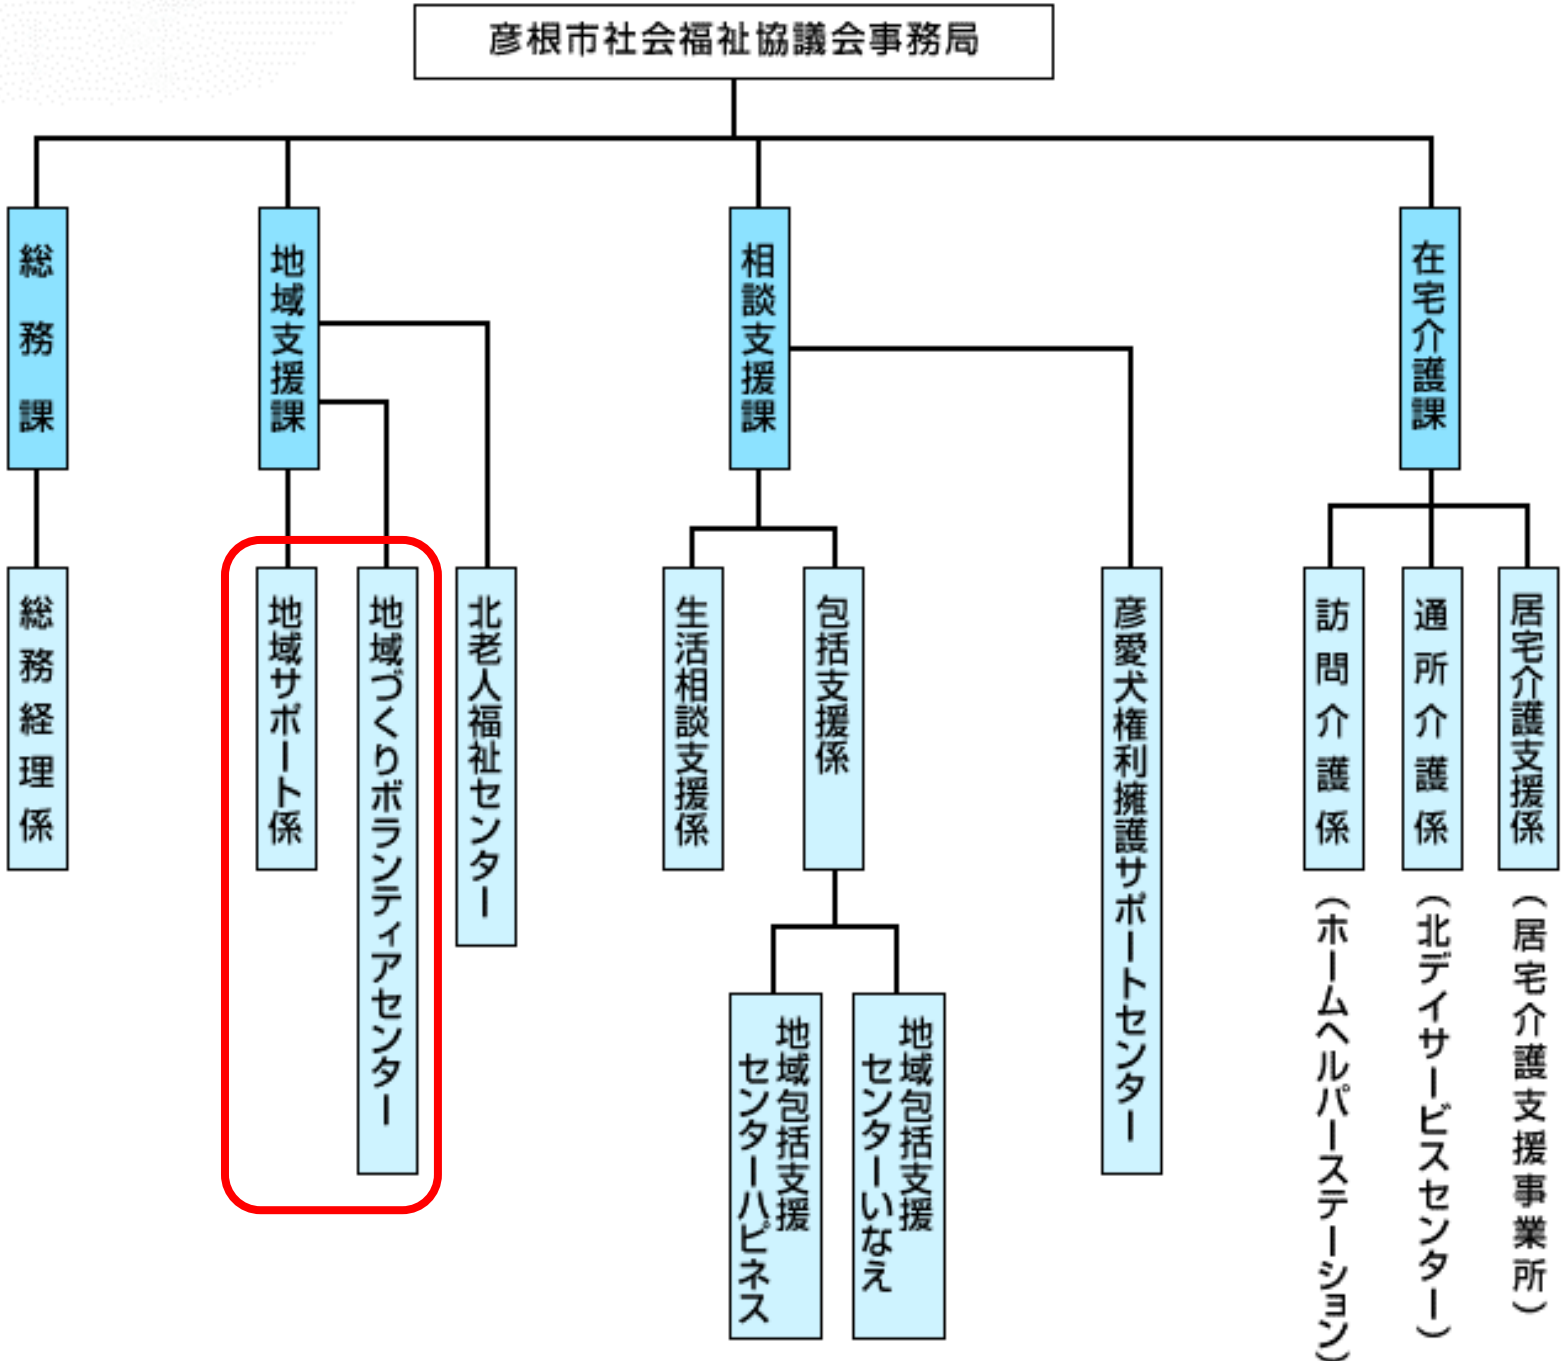 彦根市社会福祉協議会事務局
総務課
地域支援課
相談支援課
在宅介護課
総務経理係
地域サポート係
地域づくりボランティアセンター
北老人福祉センター
生活相談支援係
包括支援係
彦愛犬権利擁護サポートセンター
訪問介護係
（ホームヘルパーステーション）
通所介護係
（北デイサービスセンター）
居宅介護支援係
（居宅介護支援事業所）
地域包括支援
センターハピネス
地域包括支援
センターいなえ